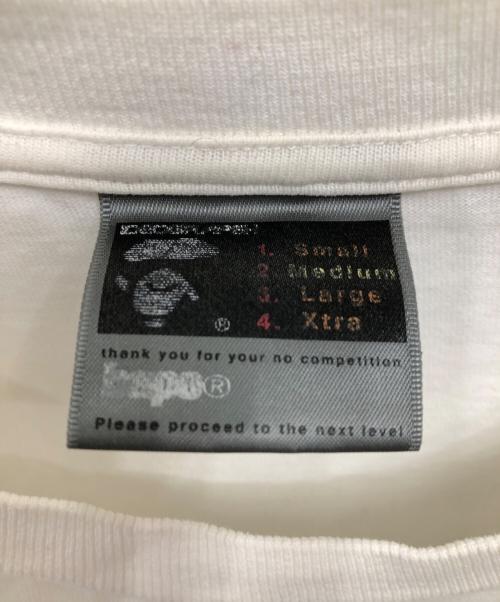 1. Small
2 Medium
3. Large
4. Xtra
®
thank you for your no competition
®
Please proceed to the next level